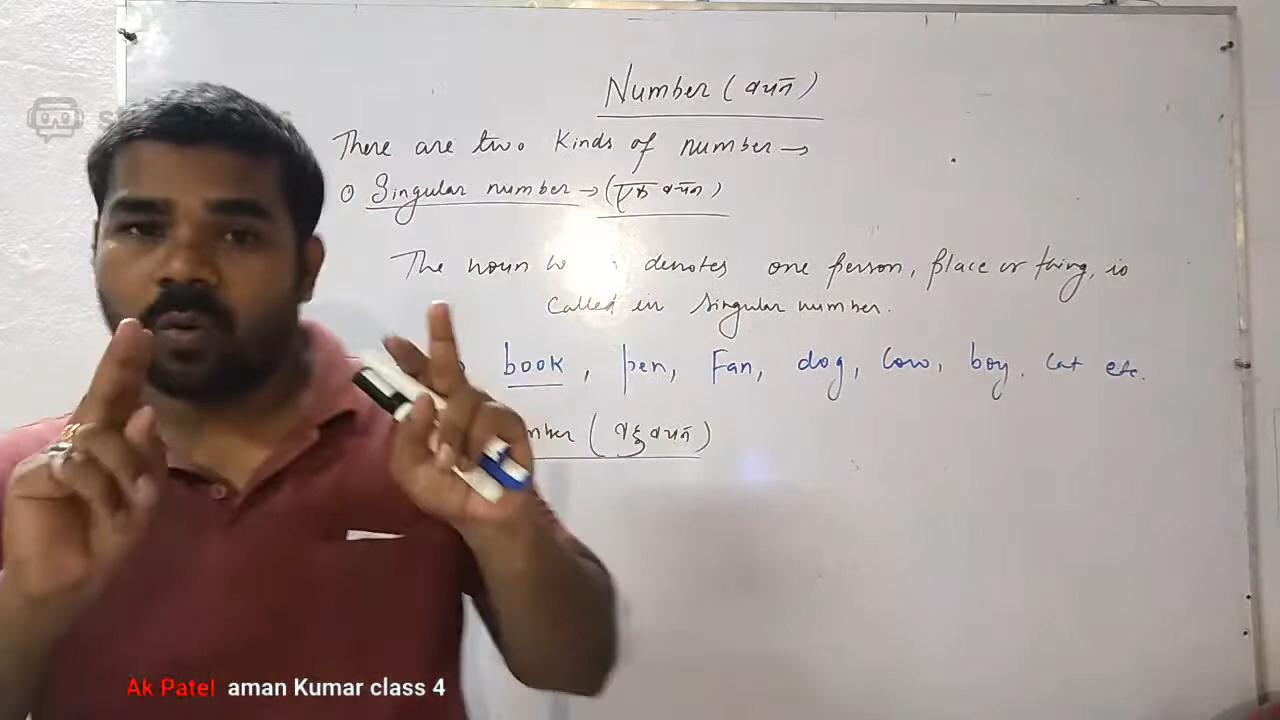 Number (वचन)
There are two kinds of number →
Singular number → (एक वचन)
The noun denotes one person, place or thing, is
called in singular number.
book, pen, Fan, dog, Cow, boy, Cat etc.
(बहुवचन)
Ak Patel aman Kumar class 4